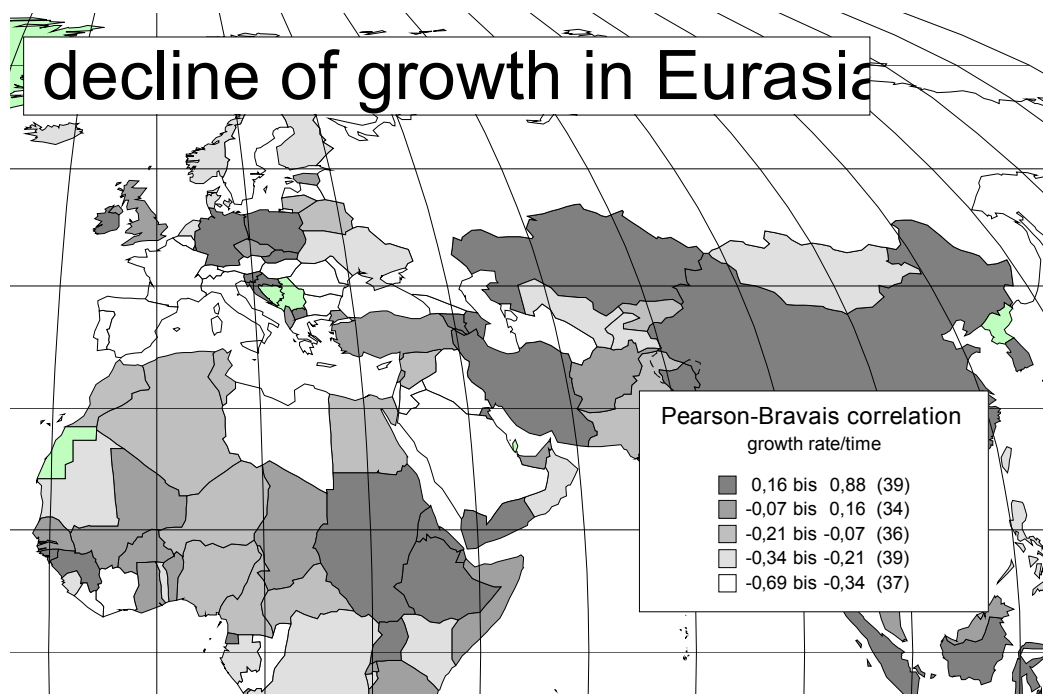 decline of growth in Eurasia
Pearson-Bravais correlation
growth rate/time
0,16 bis 0,88 (39)
-0,07 bis 0,16 (34)
-0,21 bis -0,07 (36)
-0,34 bis -0,21 (39)
-0,69 bis -0,34 (37)